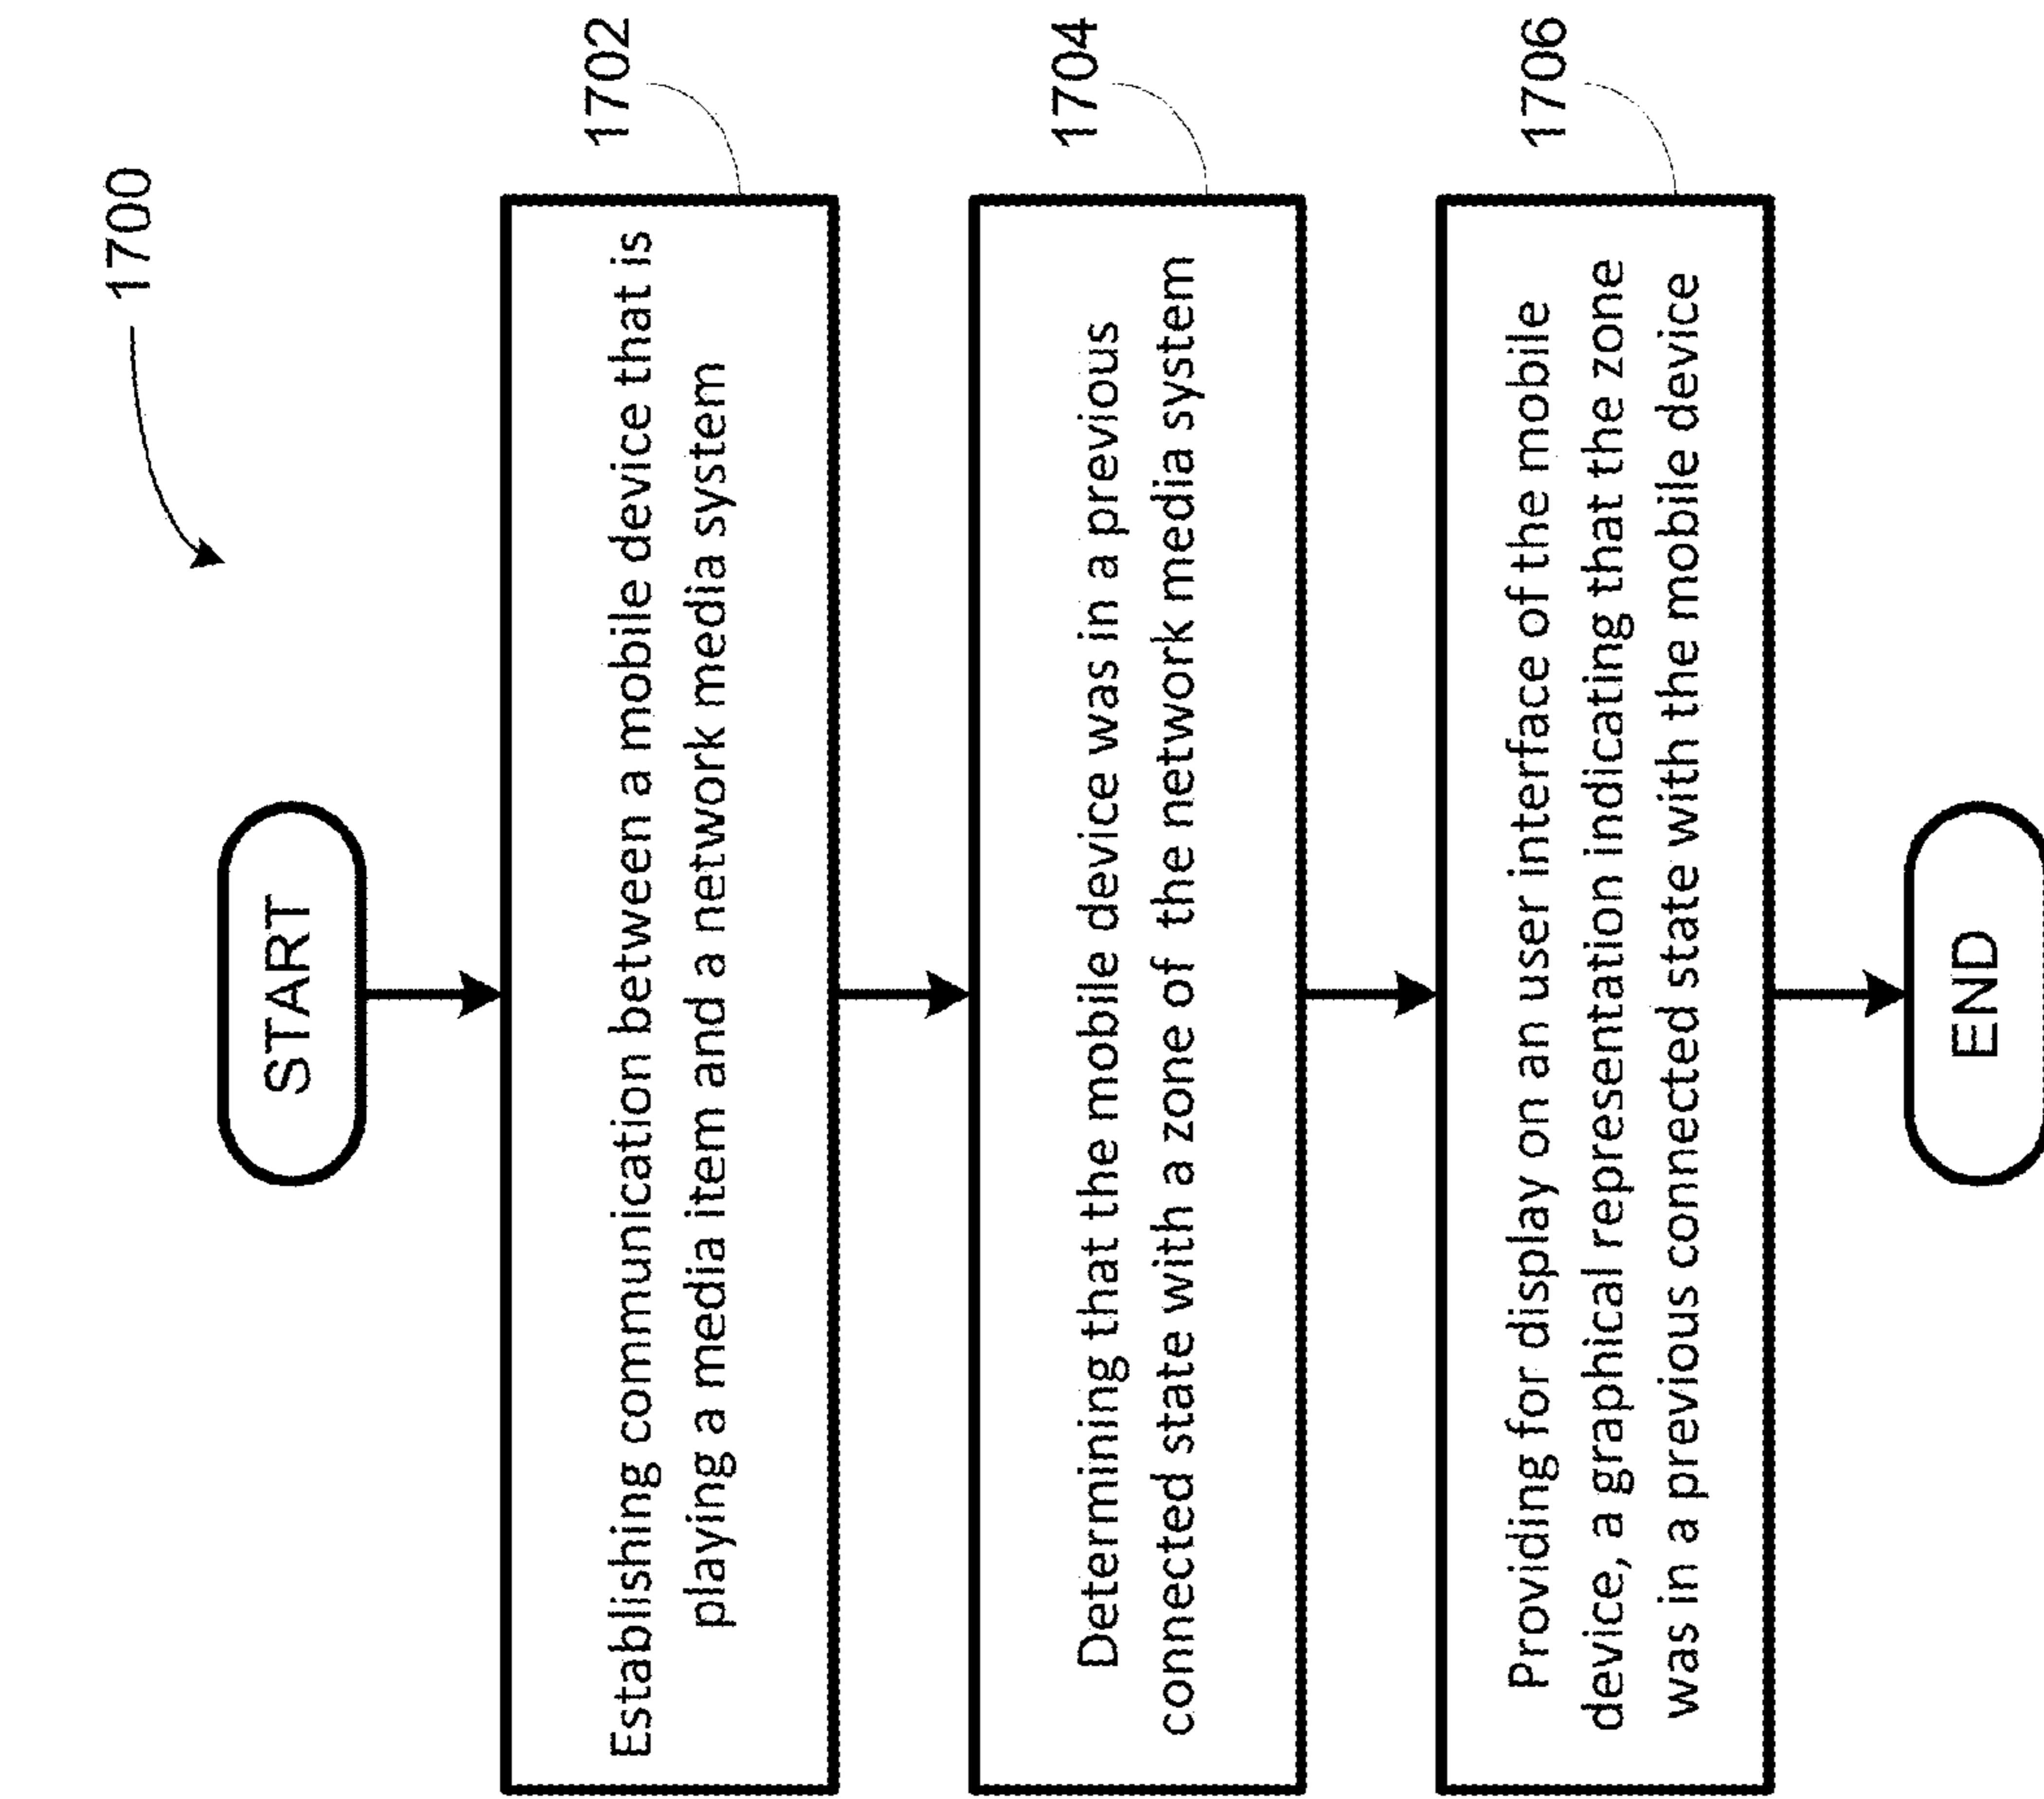 1700
START
Establishing communication between a mobile device that is
playing a media item and a network media system
1702
Determining that the mobile device was in a previous
connected state with a zone of the network media system
1704
Providing for display on an user interface of the mobile
device, a graphical representation indicating that the zone
was in a previous connected state with the mobile device
1706
END